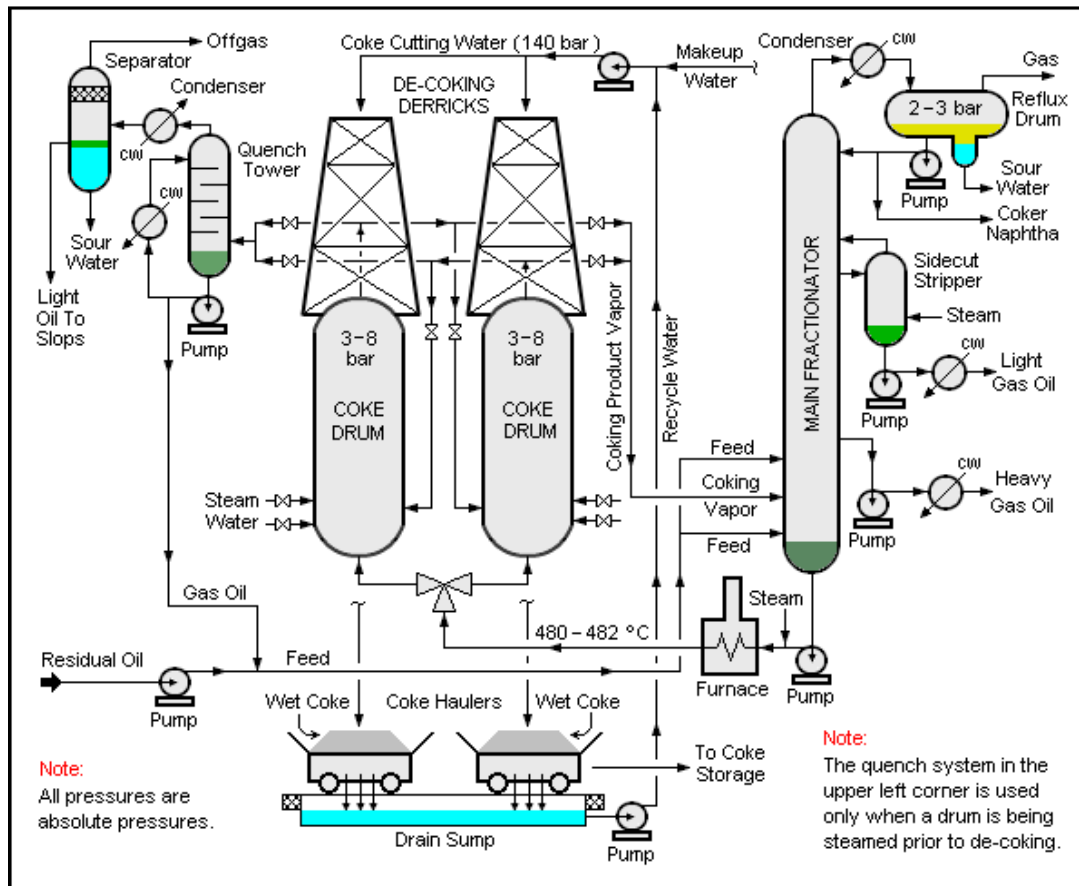 Offgas
Separator
Condenser
CW
Quench
Tower
CW
Sour
Water
Light
Oil To
Slops
Pump
Coke Cutting Water (140 bar )
DE-COKING
DERRICKS
Makeup
Water
Condenser
CW
Gas
2–3 bar
Reflux
Drum
Pump
Sour
Water
Coker
Naphtha
Sidecut
Stripper
Steam
CW
Light
Gas Oil
Pump
MAIN FRACTIONATOR
CW
Heavy
Gas Oil
Pump
3–8
bar
COKE
DRUM
3–8
bar
COKE
DRUM
Coking Product Vapor
Recycle Water
Steam
Water
Feed
Coking
Vapor
Feed
Gas Oil
Steam
480 – 482 °C
Residual Oil
Feed
Pump
Furnace
Pump
Wet Coke
Coke Haulers
Wet Coke
To Coke
Storage
Drain Sump
Pump
Note:
All pressures are
absolute pressures.
Note:
The quench system in the
upper left corner is used
only when a drum is being
steamed prior to de-coking.